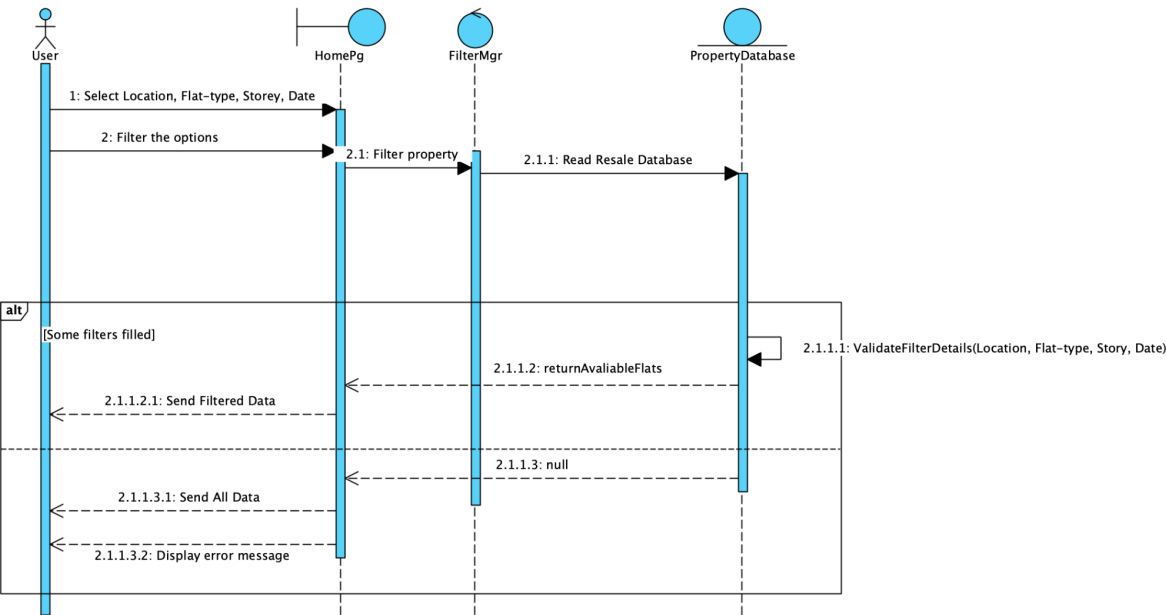 User
HomePg
FilterMgr
PropertyDatabase
1: Select Location, Flat-type, Storey, Date
2: Filter the options
2.1: Filter property
2.1.1: Read Resale Database
alt
[Some filters filled]
2.1.1.1: ValidateFilterDetails(Location, Flat-type, Story, Date)
2.1.1.2: returnAvaliableFlats
2.1.1.2.1: Send Filtered Data
2.1.1.3: null
2.1.1.3.1: Send All Data
2.1.1.3.2: Display error message